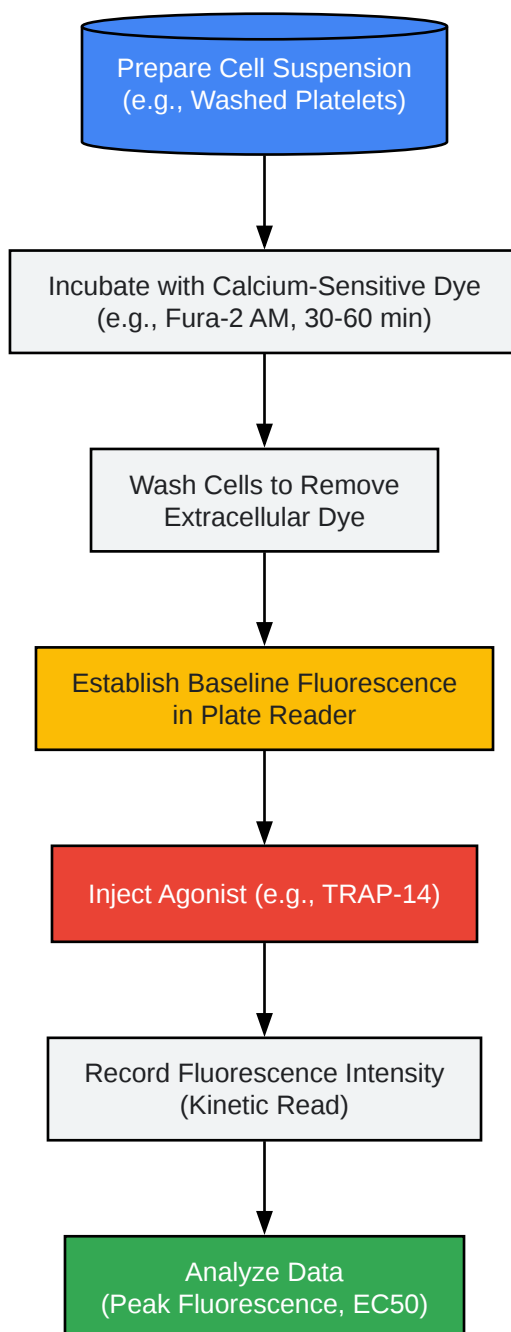 Prepare Cell Suspension
(e.g., Washed Platelets)
Incubate with Calcium-Sensitive Dye
(e.g., Fura-2 AM, 30-60 min)
Wash Cells to Remove
Extracellular Dye
Establish Baseline Fluorescence
in Plate Reader
Inject Agonist (e.g., TRAP-14)
Record Fluorescence Intensity
(Kinetic Read)
Analyze Data
(Peak Fluorescence, EC50)